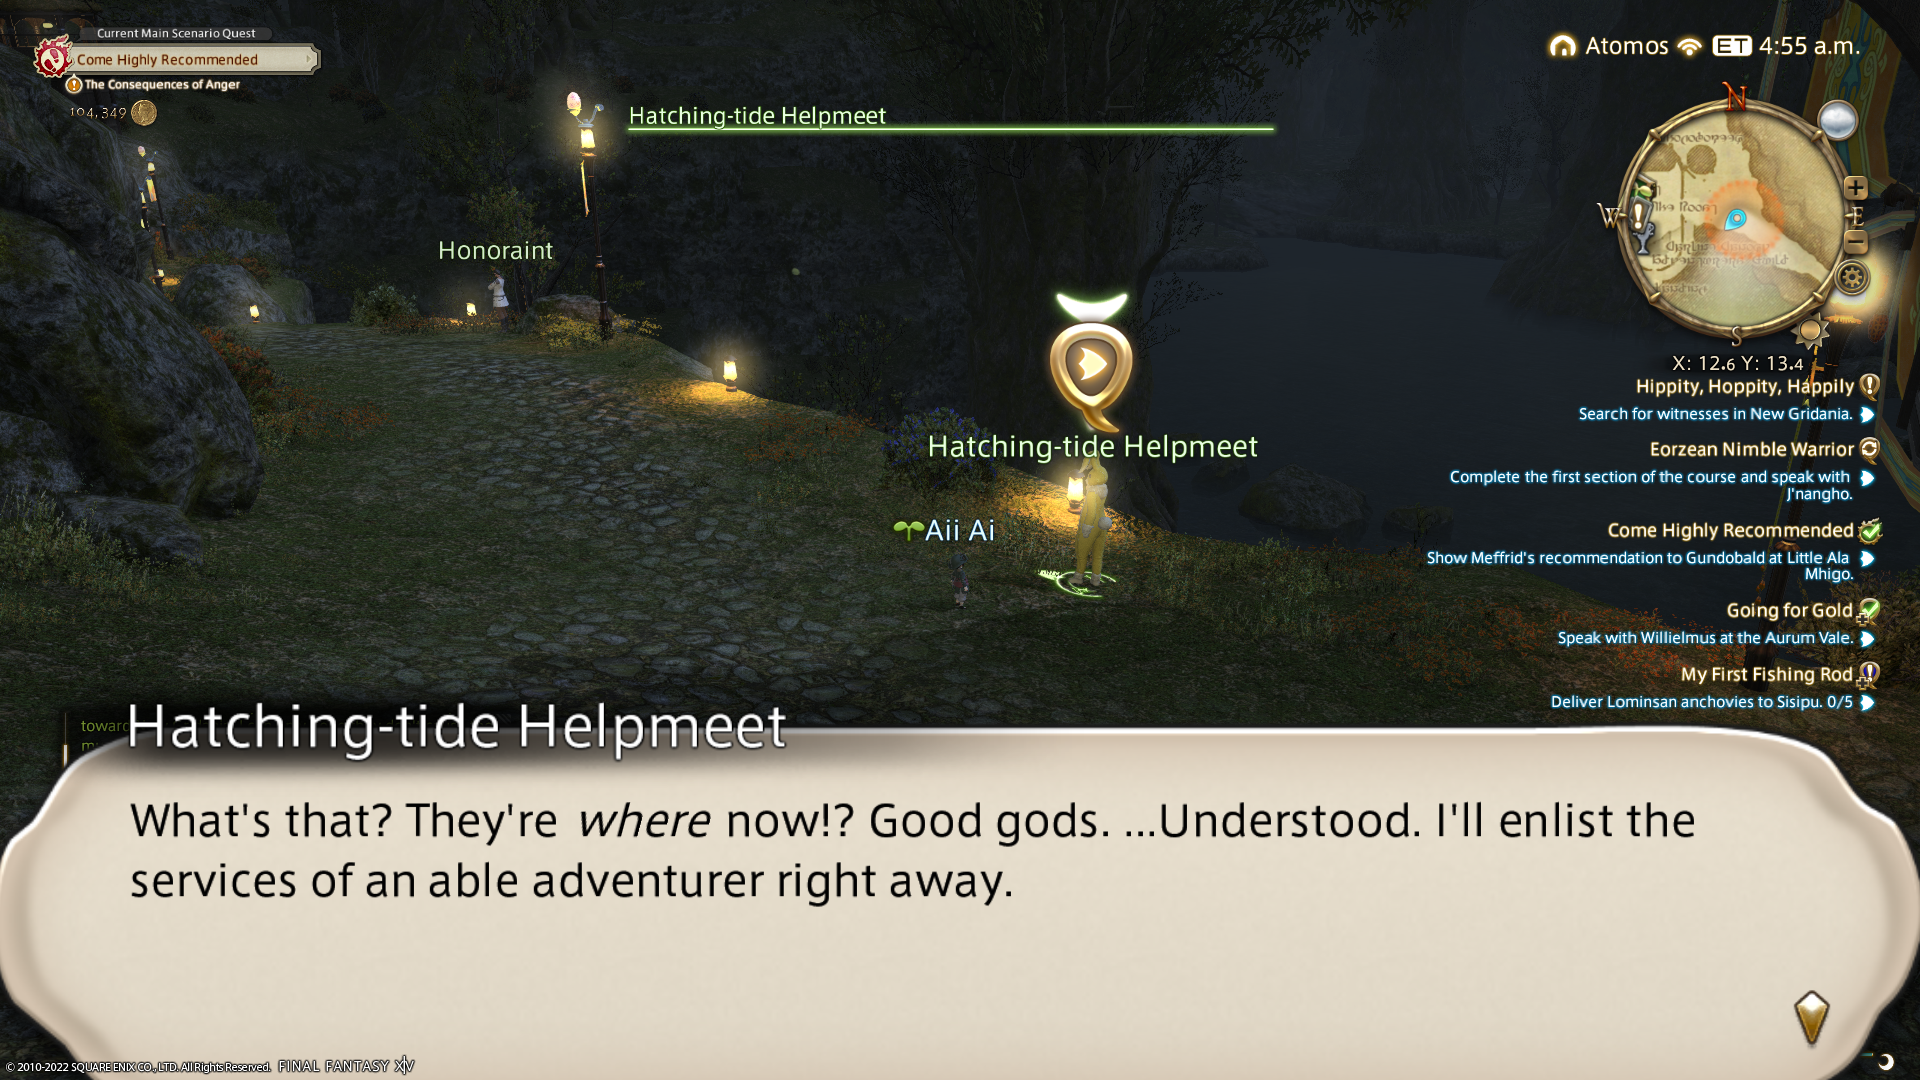 Current Main Scenario Quest
Come Highly Recommended
The Consequences of Anger
104,349
Hatching-tide Helpmeet
Atomos ET 4:55 a.m.
N
W
E
S
X: 12.6 Y: 13.4
Honoraint
Hatching-tide Helpmeet
Aii Ai
Hippity, Hoppity, Happily
Search for witnesses in New Gridania.
Eorzean Nimble Warrior
Complete the first section of the course and speak with
J'nangho.
Come Highly Recommended
Show Meffrid's recommendation to Gundobald at Little Ala
Mhigo.
Going for Gold
Speak with Willielmus at the Aurum Vale.
My First Fishing Rod
Deliver Lominsan anchovies to Sisipu. 0/5
Hatching-tide Helpmeet
What's that? They're where now!? Good gods. ...Understood. I'll enlist the
services of an able adventurer right away.
© 2010-2022 SQUARE ENIX CO., LTD. All Rights Reserved. FINAL FANTASY XIV